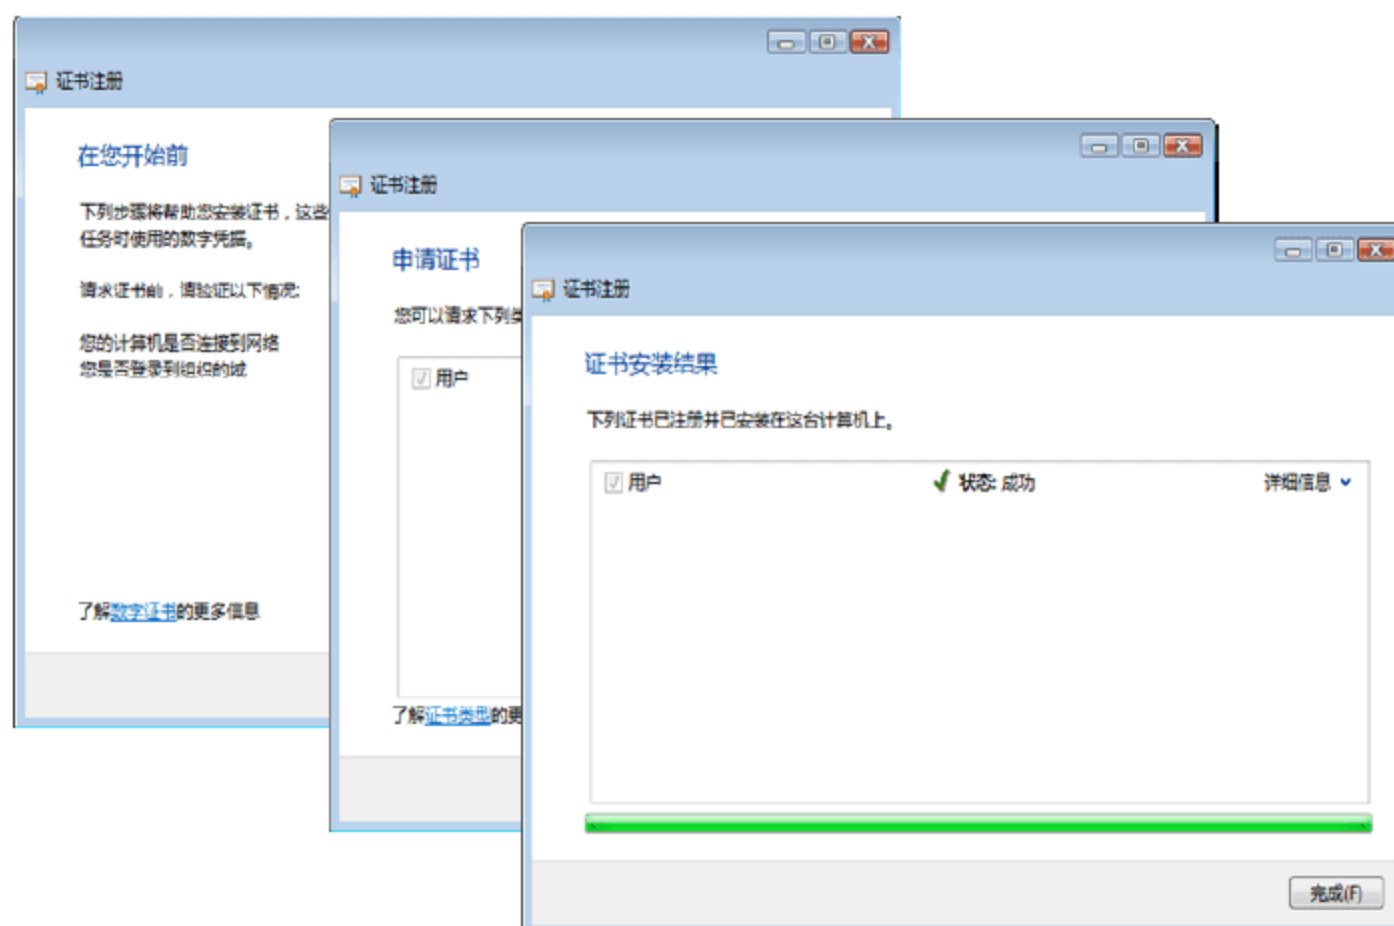 证书注册
在您开始前
下列步骤将帮助您安装证书，这些
任务时使用的数字凭据。
请求证书前，请验证以下情况:
您的计算机是否连接到网络
您是否登录到组织的域
了解数字证书的更多信息
证书注册
申请证书
您可以请求下列类
用户
了解证书类型的更
证书注册
证书安装结果
下列证书已注册并已安装在这台计算机上。
用户 状态: 成功 详细信息
完成(F)